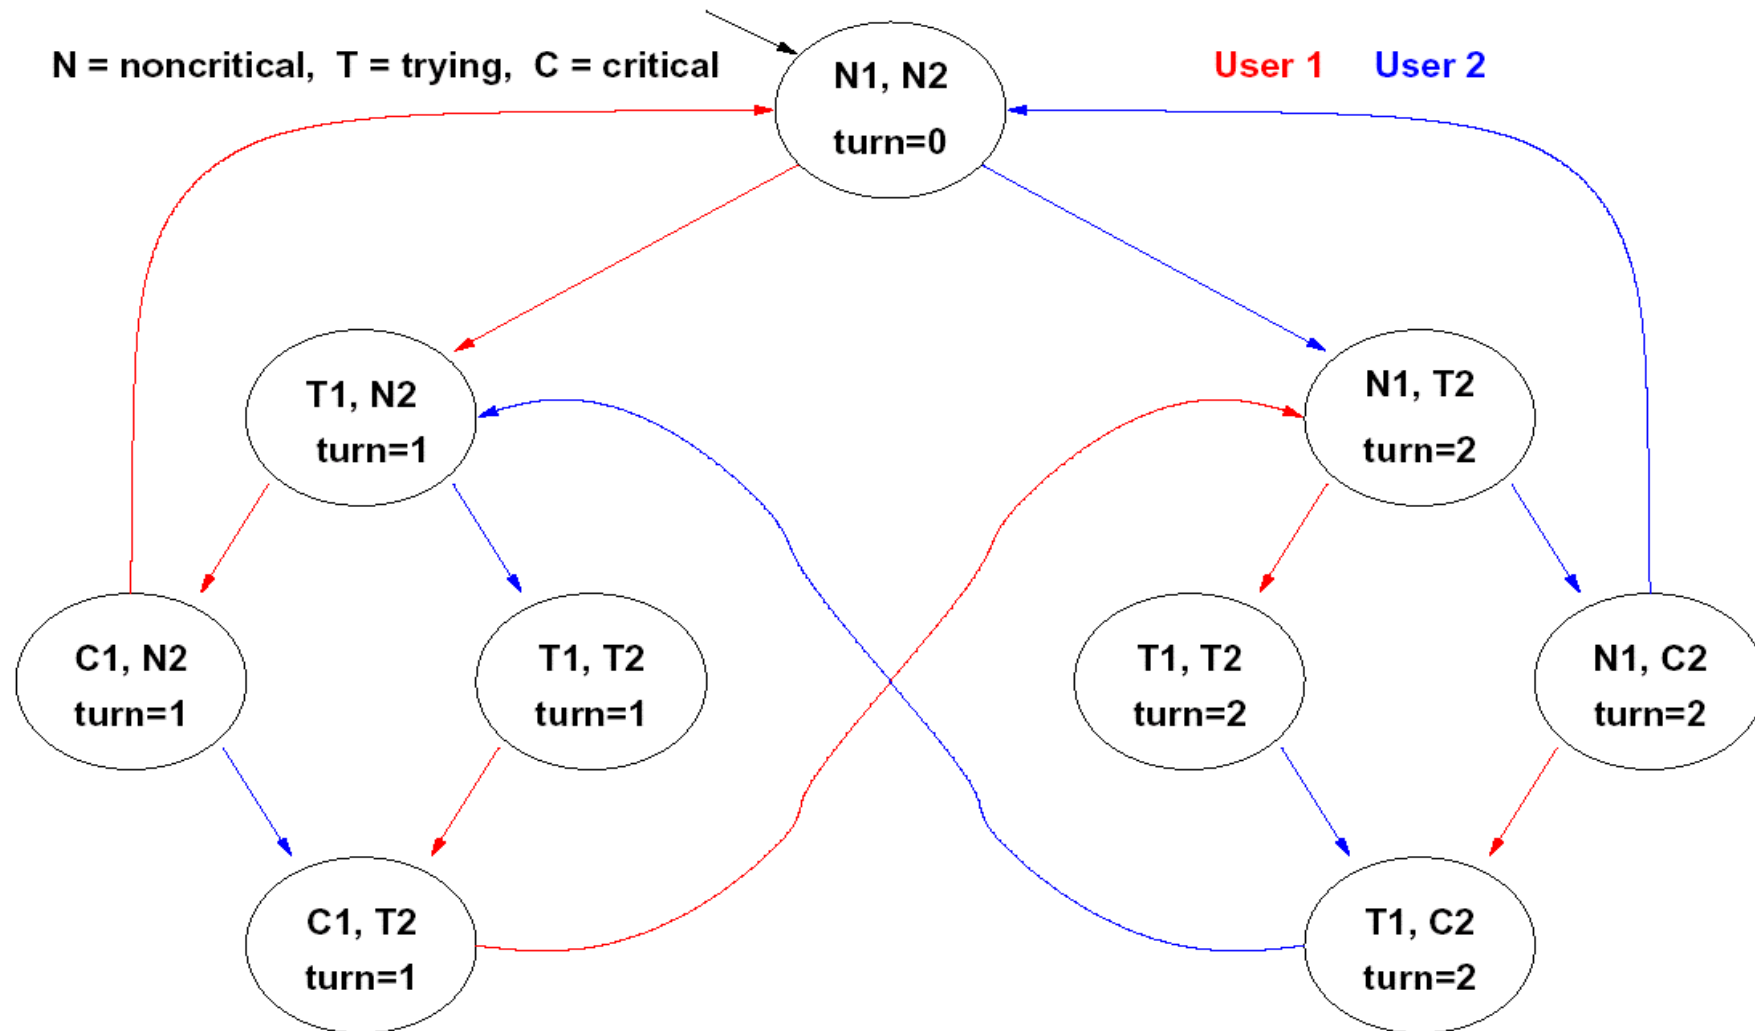 N = noncritical, T = trying, C = critical
User 1 User 2
N1, N2
turn=0
T1, N2
turn=1
N1, T2
turn=2
C1, N2
turn=1
T1, T2
turn=1
T1, T2
turn=2
N1, C2
turn=2
C1, T2
turn=1
T1, C2
turn=2